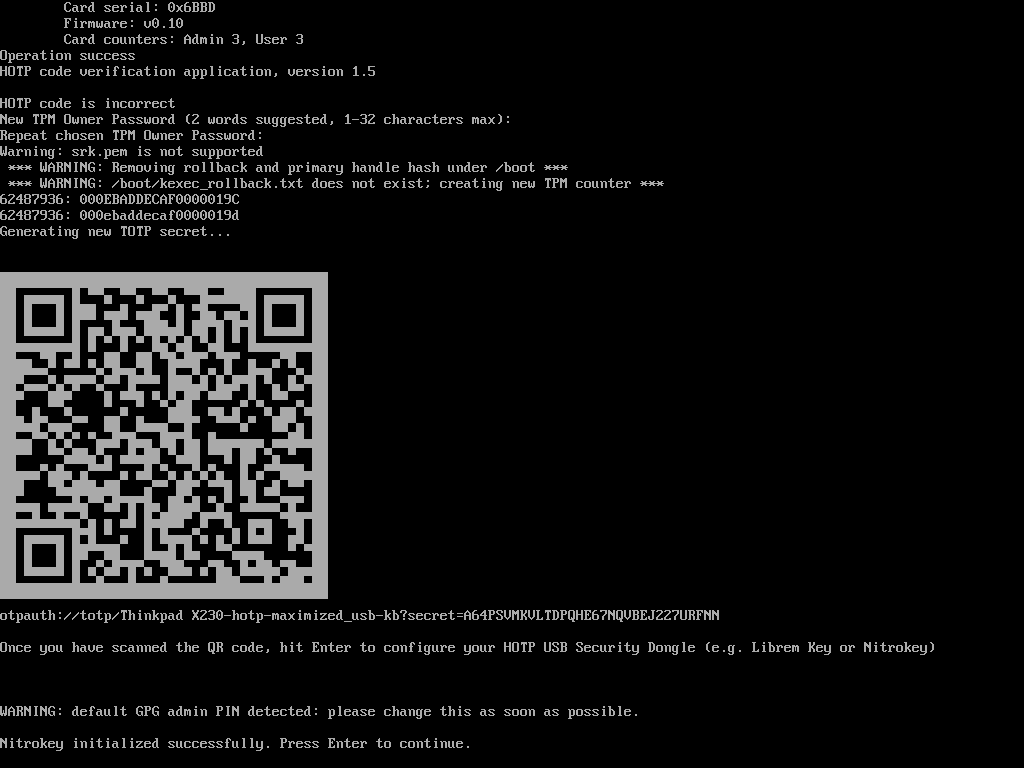 Card serial: 0x6BBD
Firmware: v0.10
Card counters: Admin 3, User 3
Operation success
HOTP code verification application, version 1.5
HOTP code is incorrect
New TPM Owner Password (2 words suggested, 1-32 characters max):
Repeat chosen TPM Owner Password:
Warning: srk.pem is not supported
*** WARNING: Removing rollback and primary handle hash under /boot ***
*** WARNING: /boot/kexec_rollback.txt does not exist; creating new TPM counter ***
62487936: 000EBADDECAF0000019C
62487936: 000ebaddecaf0000019d
Generating new TOTP secret...
otpauth://totp/Thinkpad X230-hotp-maximized_usb-kb?secret=A64PSVMKVLTDPQHE67NQVBEJ227URFNN
Once you have scanned the QR code, hit Enter to configure your HOTP USB Security Dongle (e.g. Librem Key or Nitrokey)
WARNING: default GPG admin PIN detected: please change this as soon as possible.
Nitrokey initialized successfully. Press Enter to continue.